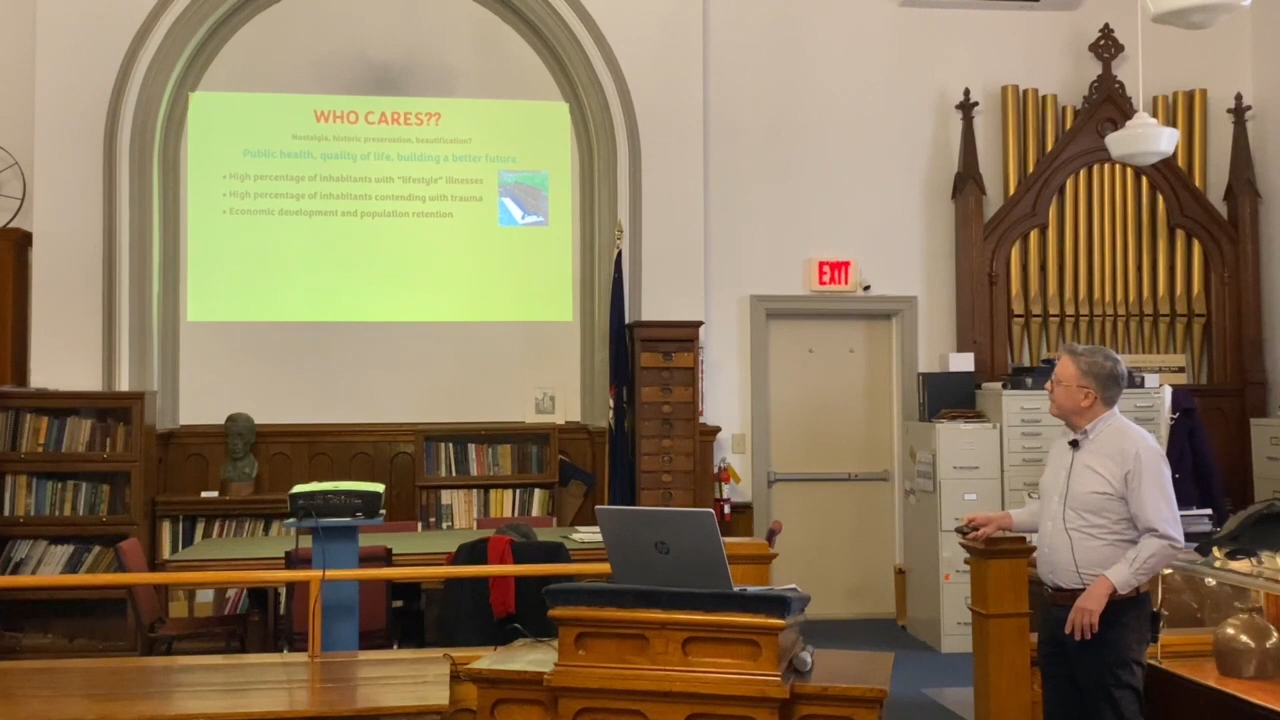 WHO CARES??
Nostalgia, historic preservation, beautification?
Public health, quality of life, building a better future
• High percentage of inhabitants with "lifestyle" illnesses
• High percentage of inhabitants contending with trauma
• Economic development and population retention
EXIT
hp